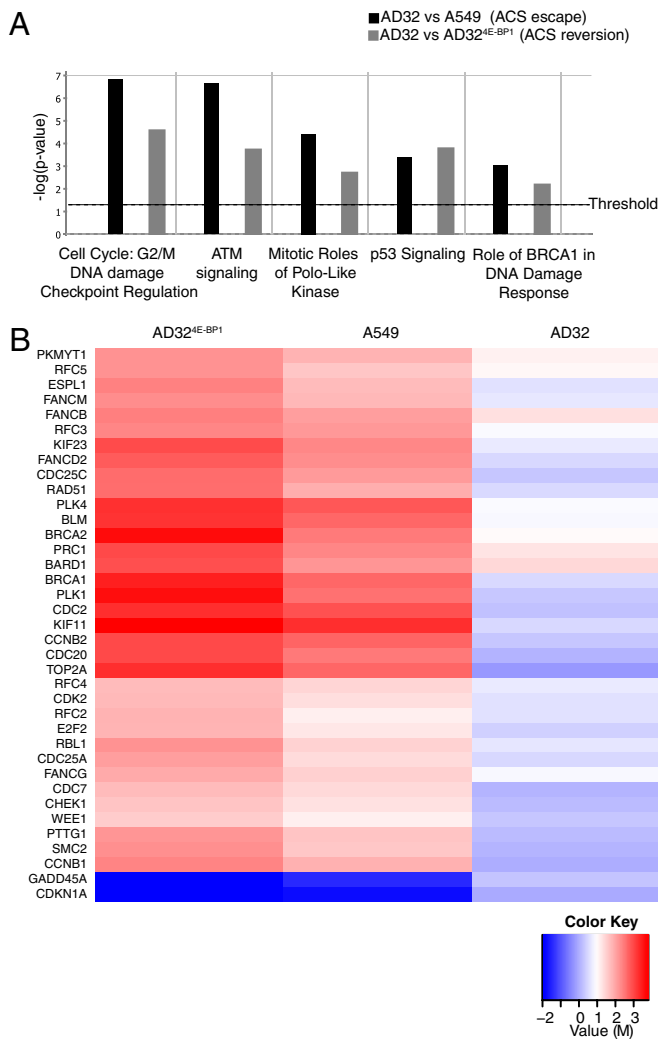 A
AD32 vs A549 (ACS escape)
AD32 vs AD32⁴ᴱ⁻ᴮᴾ¹ (ACS reversion)
-log(p-value)
7
6
5
4
3
2
1
0
Threshold
Cell Cycle: G2/M
DNA damage
Checkpoint Regulation
ATM
signaling
Mitotic Roles
of Polo-Like
Kinase
p53 Signaling
Role of BRCA1 in
DNA Damage
Response
B
AD32⁴ᴱ⁻ᴮᴾ¹ A549 AD32
PKMYT1
RFC5
ESPL1
FANCM
FANCB
RFC3
KIF23
FANCD2
CDC25C
RAD51
PLK4
BLM
BRCA2
PRC1
BARD1
BRCA1
PLK1
CDC2
KIF11
CCNB2
CDC20
TOP2A
RFC4
CDK2
RFC2
E2F2
RBL1
CDC25A
FANCG
CDC7
CHEK1
WEE1
PTTG1
SMC2
CCNB1
GADD45A
CDKN1A
Color Key
−2 0 1 2 3
Value (M)